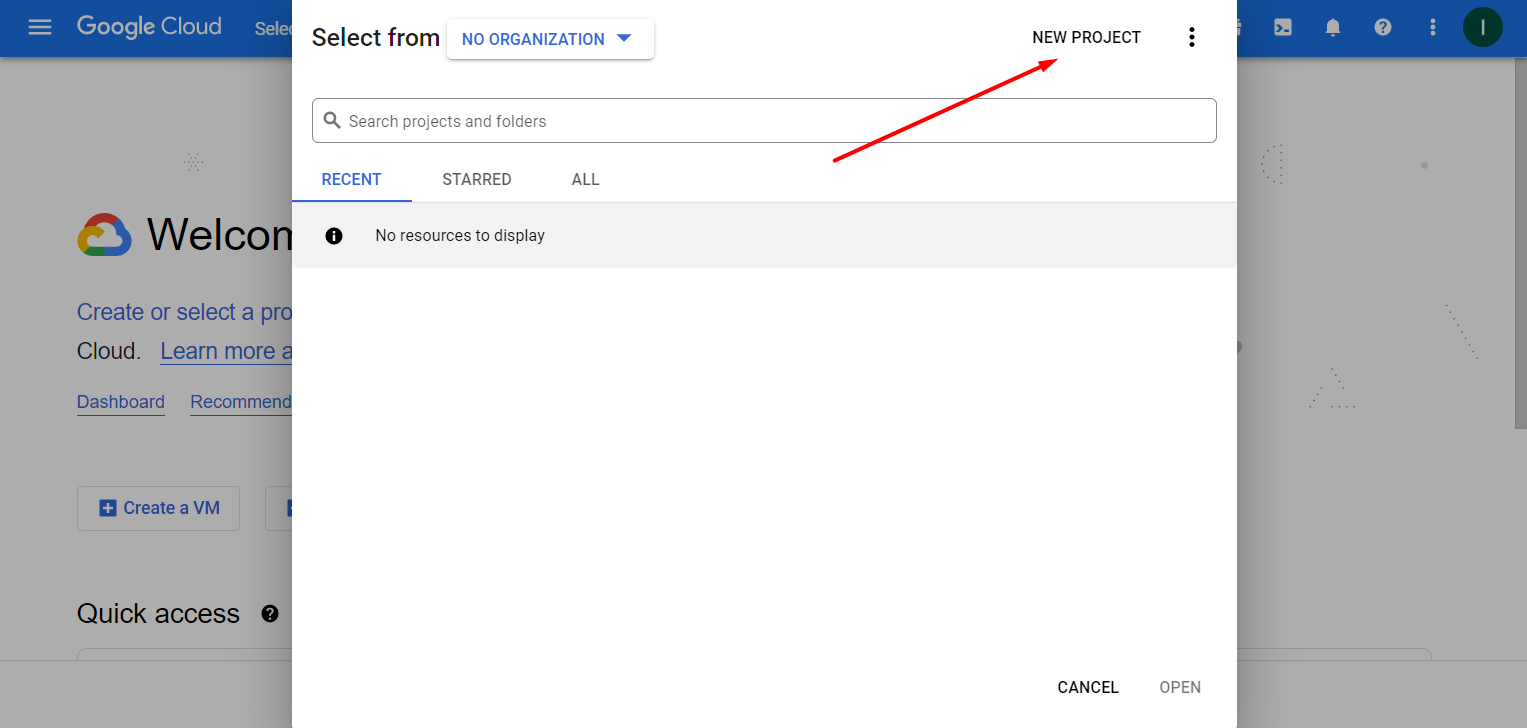 Google Cloud
Selec
Select from
NO ORGANIZATION
NEW PROJECT
I
Search projects and folders
RECENT
STARRED
ALL
No resources to display
Welcom
Create or select a pro
Cloud. Learn more a
Dashboard
Recommend
Create a VM
Quick access
CANCEL
OPEN